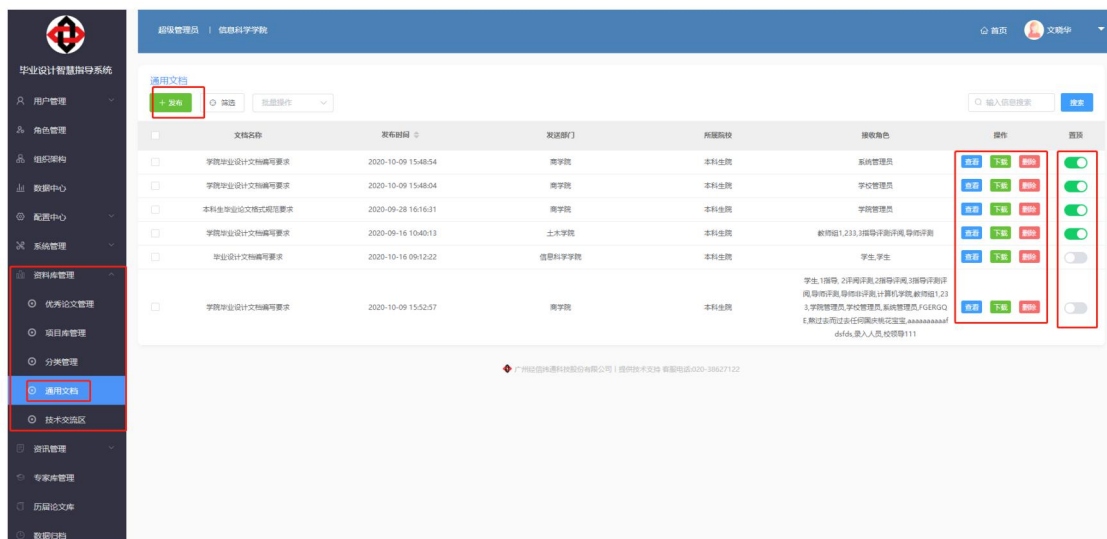 超级管理员 | 信息科学学院
首页
文晓华
毕业设计智慧指导系统
用户管理
角色管理
组织架构
数据中心
配置中心
系统管理
资料库管理
优秀论文管理
项目库管理
分类管理
通用文档
技术交流区
资讯管理
专家库管理
历届论文库
数据归档
通用文档
+ 发布 筛选 批量操作 输入信息搜索 搜索
文档名称 发布时间 发送部门 所属院校 接收角色 操作 置顶
学院毕业设计文档编写要求 2020-10-09 15:48:54 商学院 本科生院 系统管理员 查看 下载 删除
学院毕业设计文档编写要求 2020-10-09 15:48:04 商学院 本科生院 学校管理员 查看 下载 删除
本科生毕业论文格式规范要求 2020-09-28 16:16:31 商学院 本科生院 学院管理员 查看 下载 删除
学院毕业设计文档编写要求 2020-09-16 10:40:13 土木学院 本科生院 教师组1,233,3指导评测评阅,导师评测 查看 下载 删除
毕业设计文档编写要求 2020-10-16 09:12:22 信息科学学院 本科生院 学生,学生 查看 下载 删除
学院毕业设计文档编写要求 2020-10-09 15:52:57 商学院 本科生院 查看 下载 删除
学生,1指导, 2评阅评测,2指导评阅,3指导评测评
阅,导师评测,导师非评测,计算机学院,教师组1,23
3,学院管理员,学校管理员,系统管理员,FGERGQ
E,熬过去而过去任何国庆桃花宝宝,aaaaaaaaaaf
dsfds,录入人员,校领导111
广州经信纬通科技股份有限公司 | 提供技术支持 客服电话:020-38627122